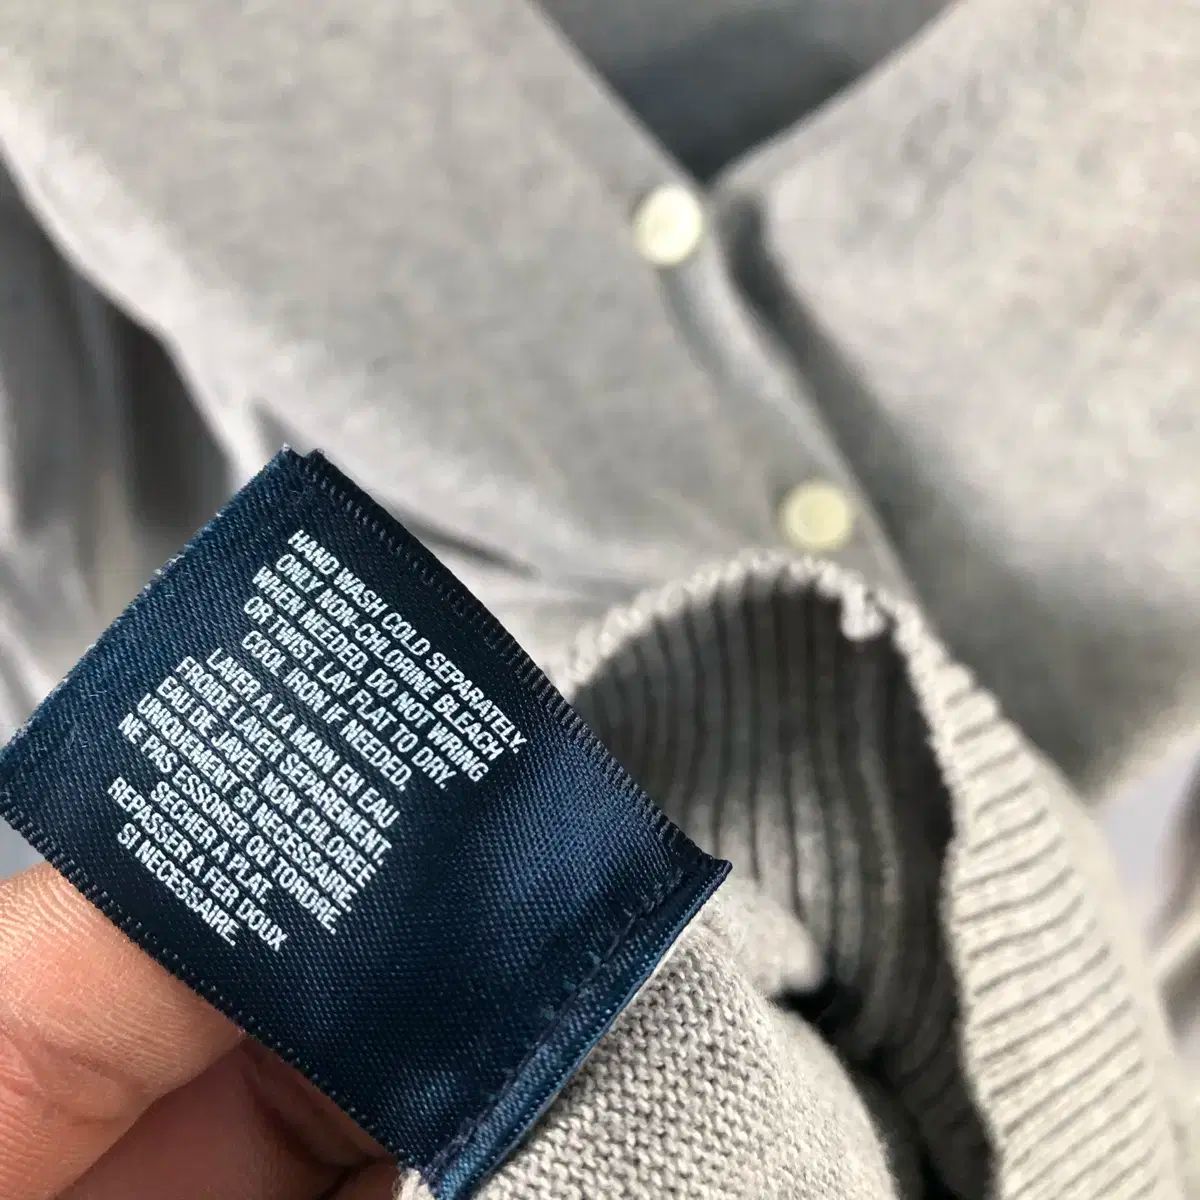 HAND WASH COLD SEPARATELY.
ONLY NON-CHLORINE BLEACH
WHEN NEEDED. DO NOT WRING
OR TWIST. LAY FLAT TO DRY.
COOL IRON IF NEEDED.
LAVER A LA MAIN EN EAU
FROIDE LAVER SEPAREMENT.
EAU DE JAVEL NON CHLOREE
UNIQUEMENT SI NECESSAIRE.
NE PAS ESSORER OU TORDRE.
SECHER A PLAT.
REPASSER A FER DOUX
SI NECESSAIRE.